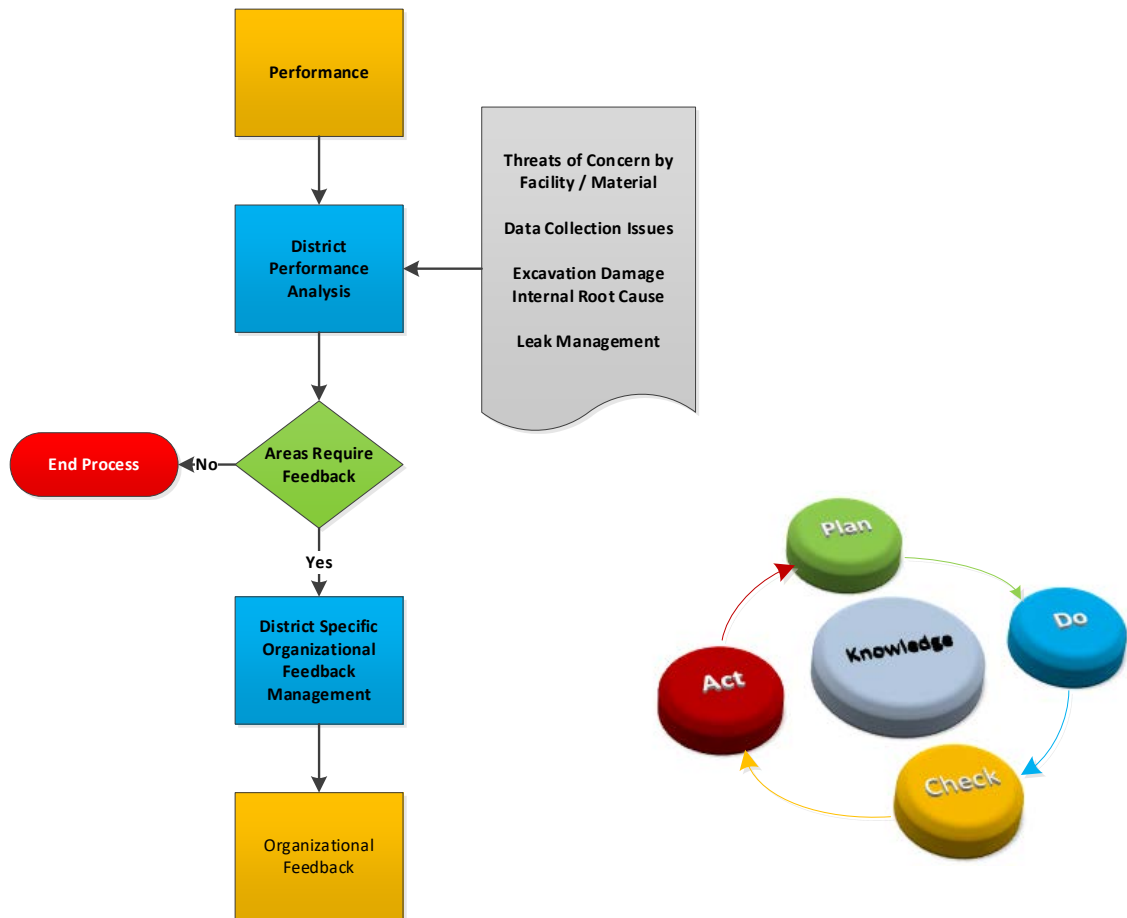 Performance
Threats of Concern by
Facility / Material
Data Collection Issues
Excavation Damage
Internal Root Cause
Leak Management
District
Performance
Analysis
Areas Require
Feedback
No
End Process
Yes
District Specific
Organizational
Feedback
Management
Organizational
Feedback
Plan
Do
Knowledge
Act
Check